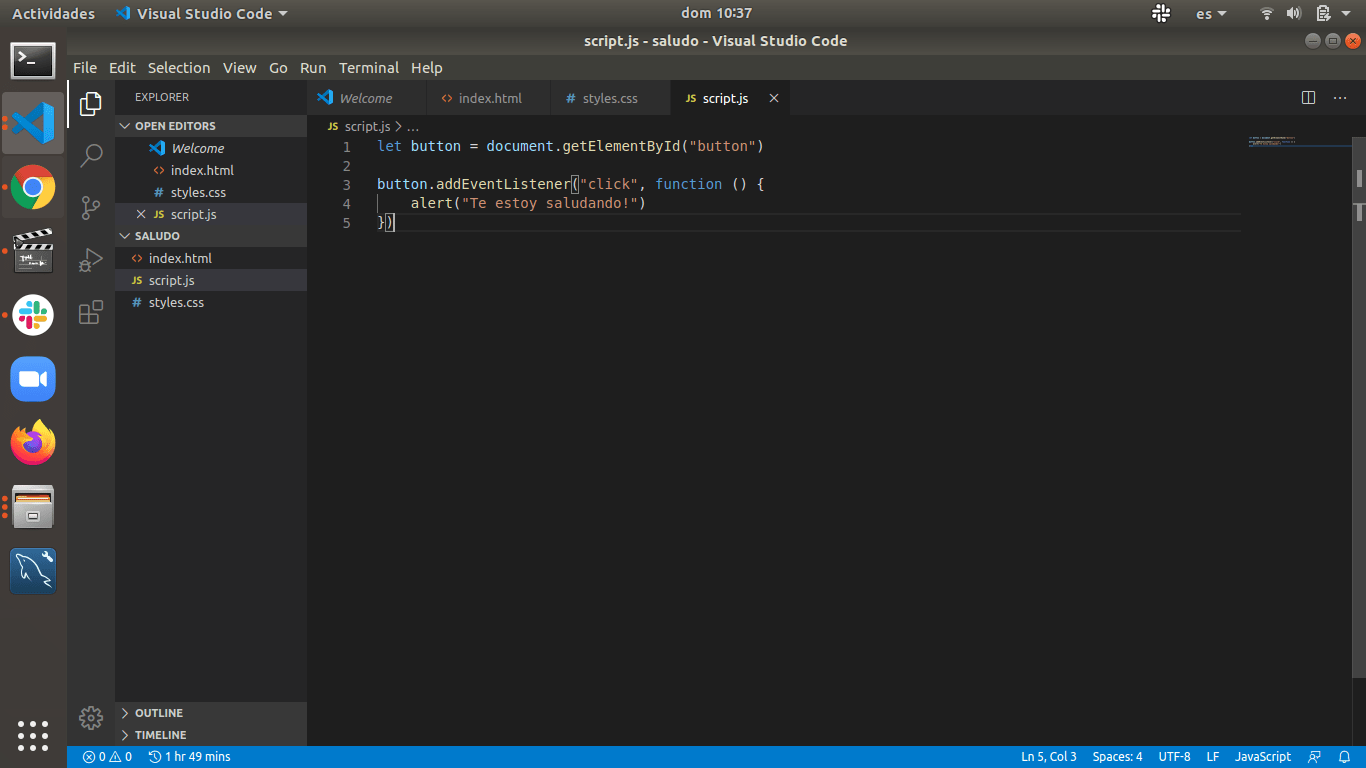 Actividades Visual Studio Code dom 10:37 es
script.js - saludo - Visual Studio Code
File Edit Selection View Go Run Terminal Help
EXPLORER
OPEN EDITORS
Welcome
index.html
# styles.css
JS script.js
SALUDO
index.html
JS script.js
# styles.css
OUTLINE
TIMELINE
Welcome index.html # styles.css JS script.js
JS script.js > ...
1 let button = document.getElementById("button")
2
3 button.addEventListener("click", function () {
4 alert("Te estoy saludando!")
5 })
0 0 1 hr 49 mins Ln 5, Col 3 Spaces: 4 UTF-8 LF JavaScript